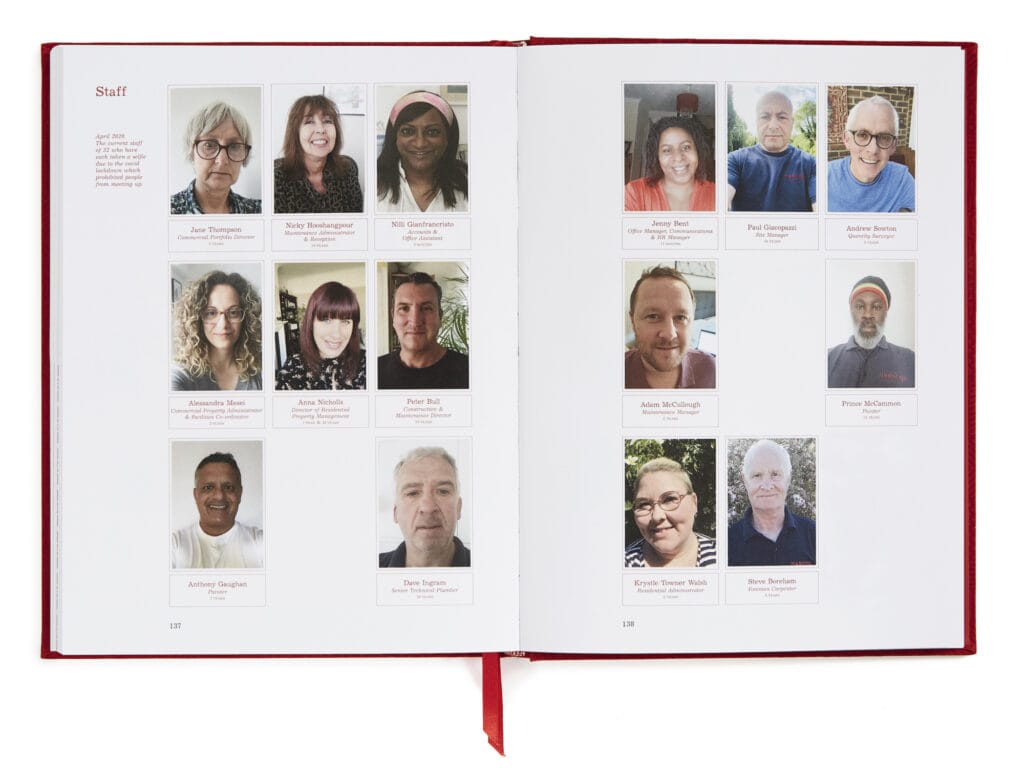 Staff
April 2020
The current staff
of 32 who have
each taken a selfie
due to the covid
lockdown which
prohibited people
from meeting up
Jane Thompson
Commercial Portfolio Director
Nicky Hooshangpour
Maintenance Administrator
& Reception
Nilli Gianfrancristo
Accounts &
Office Assistant
Alessandra Mesei
Commercial Property Administrator
& Facilities Co-ordinator
Anna Nicholls
Director of Residential
Property Management
Peter Bull
Construction &
Maintenance Director
Anthony Gaughan
Painter
7 YEARS
Dave Ingram
Senior Technical Plumber
137
Jenny Bent
Office Manager, Communications
& HR Manager
Paul Giacopazzi
Site Manager
Andrew Bowton
Quantity Surveyor
Adam McCullough
Maintenance Manager
Prince McCammon
Painter
Krystle Towner Walsh
Residential Administrator
Steve Boreham
Foreman Carpenter
138